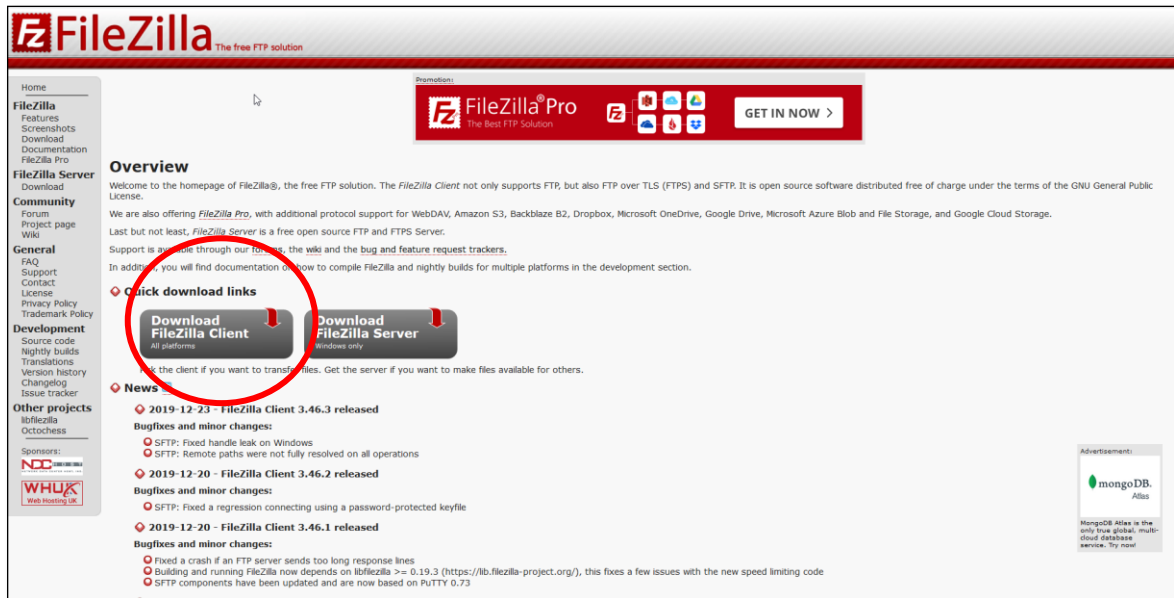 FileZilla The free FTP solution
Home
FileZilla
Features
Screenshots
Download
Documentation
FileZilla Pro
FileZilla Server
Download
Community
Forum
Project page
Wiki
General
FAQ
Support
Contact
License
Privacy Policy
Trademark Policy
Development
Source code
Nightly builds
Translations
Version history
Changelog
Issue tracker
Other projects
libfilezilla
Octochess
Sponsors:
NDC
WHUK
Web Hosting UK
Promotion:
FileZilla®Pro
The Best FTP Solution
GET IN NOW >
Overview
Welcome to the homepage of FileZilla®, the free FTP solution. The FileZilla Client not only supports FTP, but also FTP over TLS (FTPS) and SFTP. It is open source software distributed free of charge under the terms of the GNU General Public
License.
We are also offering FileZilla Pro, with additional protocol support for WebDAV, Amazon S3, Backblaze B2, Dropbox, Microsoft OneDrive, Google Drive, Microsoft Azure Blob and File Storage, and Google Cloud Storage.
Last but not least, FileZilla Server is a free open source FTP and FTPS Server.
Support is available through our forums, the wiki and the bug and feature request trackers.
In addition, you will find documentation on how to compile FileZilla and nightly builds for multiple platforms in the development section.
Quick download links
Download
FileZilla Client
All platforms
Download
FileZilla Server
Windows only
Pick the client if you want to transfer files. Get the server if you want to make files available for others.
News
2019-12-23 - FileZilla Client 3.46.3 released
Bugfixes and minor changes:
SFTP: Fixed handle leak on Windows
SFTP: Remote paths were not fully resolved on all operations
2019-12-20 - FileZilla Client 3.46.2 released
Bugfixes and minor changes:
SFTP: Fixed a regression connecting using a password-protected keyfile
2019-12-20 - FileZilla Client 3.46.1 released
Bugfixes and minor changes:
Fixed a crash if an FTP server sends too long response lines
Building and running FileZilla now depends on libfilezilla >= 0.19.3 (https://lib.filezilla-project.org/), this fixes a few issues with the new speed limiting code
SFTP components have been updated and are now based on PuTTY 0.73
Advertisement:
mongoDB.
Atlas
MongoDB Atlas is the
only true global, multi-
cloud database
service. Try now!